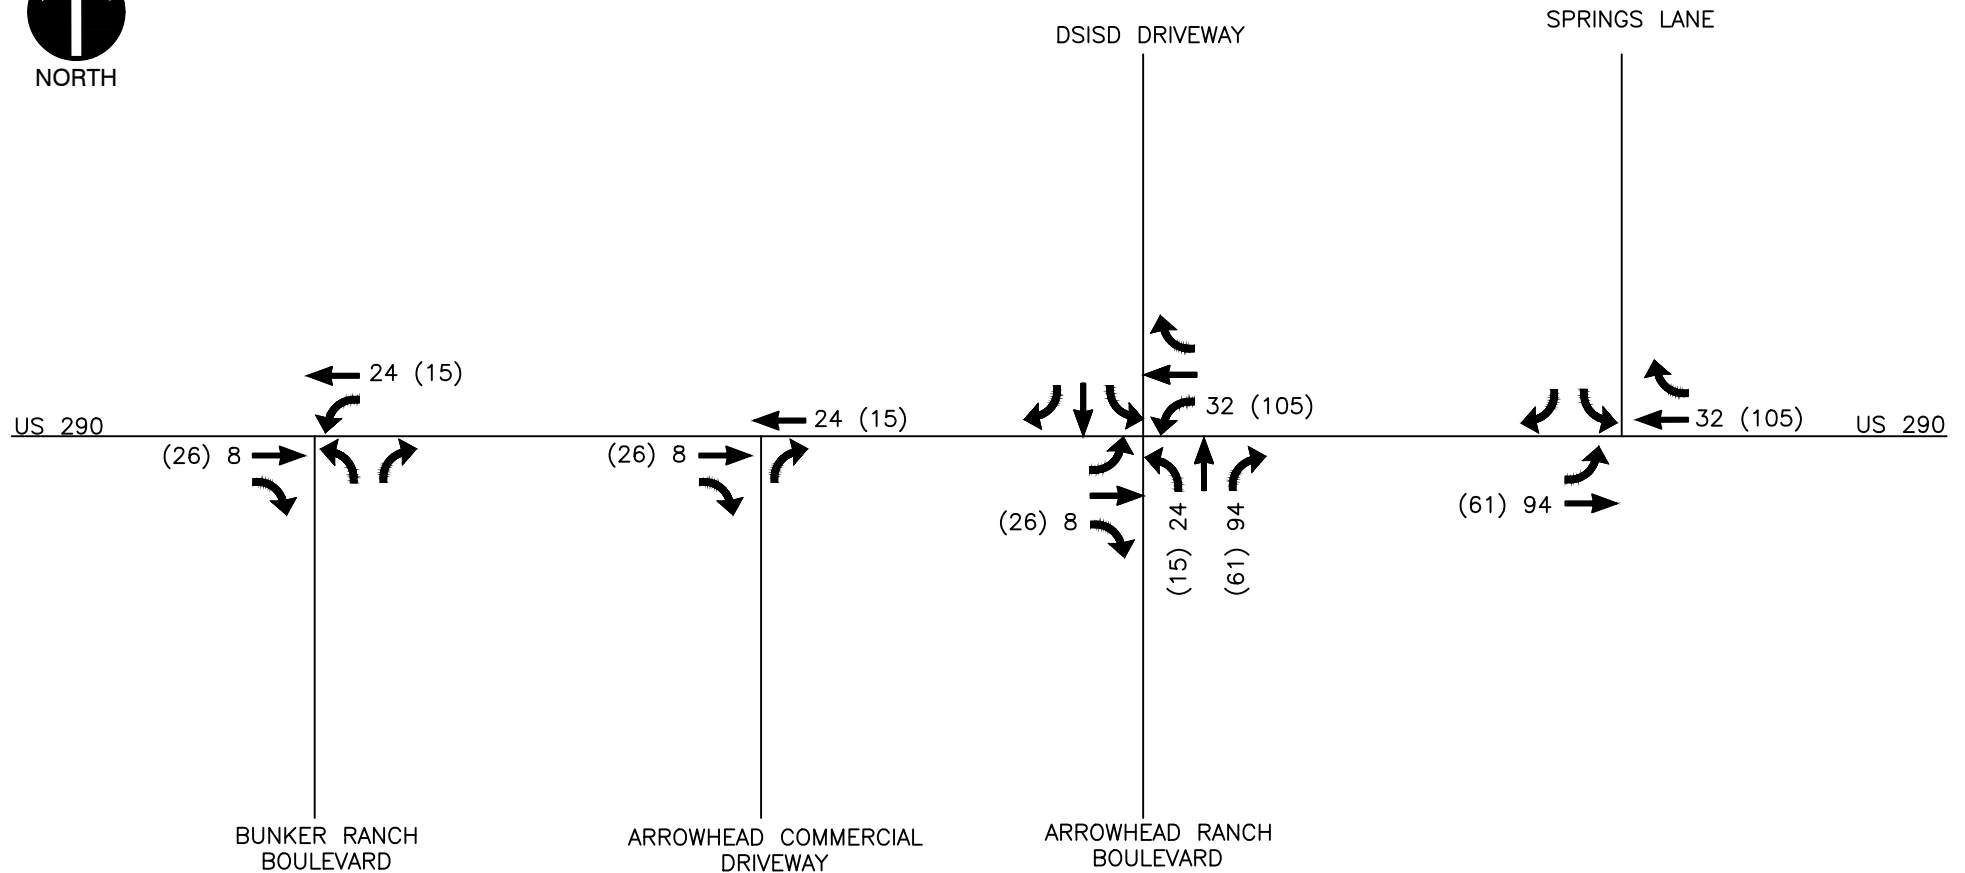 NORTH
DSISD DRIVEWAY
SPRINGS LANE
24 (15)
US 290
(26) 8
24 (15)
(26) 8
32 (105)
(26) 8
(15) 24
(61) 94
32 (105)
US 290
(61) 94
BUNKER RANCH
BOULEVARD
ARROWHEAD COMMERCIAL
DRIVEWAY
ARROWHEAD RANCH
BOULEVARD